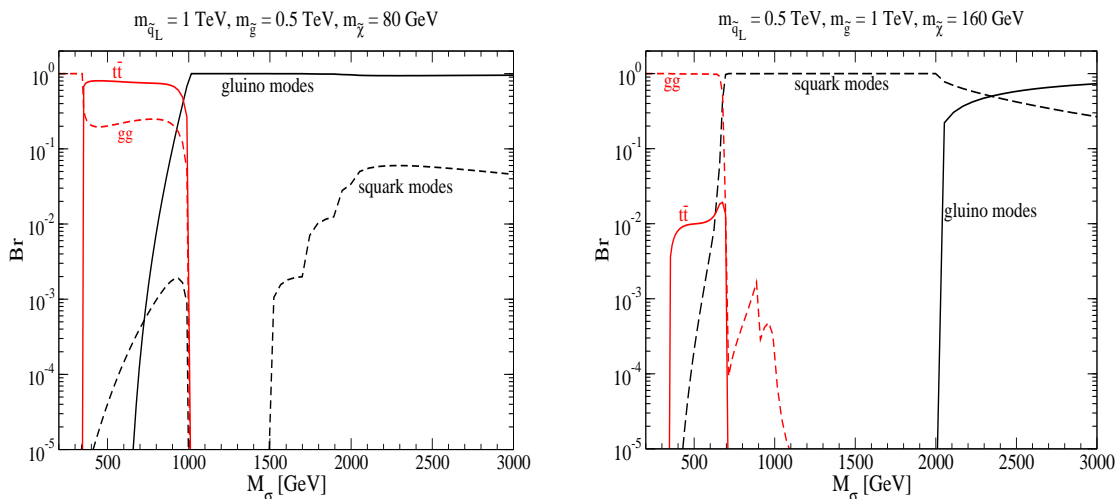 m_{q̃_L} = 1 TeV, m_{g̃} = 0.5 TeV, m_{χ̃} = 80 GeV
10^0
10^{-1}
10^{-2}
10^{-3}
10^{-4}
10^{-5}
Br
tt̄
gg
gluino modes
squark modes
500 1000 1500 2000 2500 3000
M_σ [GeV]
m_{q̃_L} = 0.5 TeV, m_{g̃} = 1 TeV, m_{χ̃} = 160 GeV
10^0
10^{-1}
10^{-2}
10^{-3}
10^{-4}
10^{-5}
Br
gg
squark modes
tt̄
gluino modes
500 1000 1500 2000 2500 3000
M_σ [GeV]